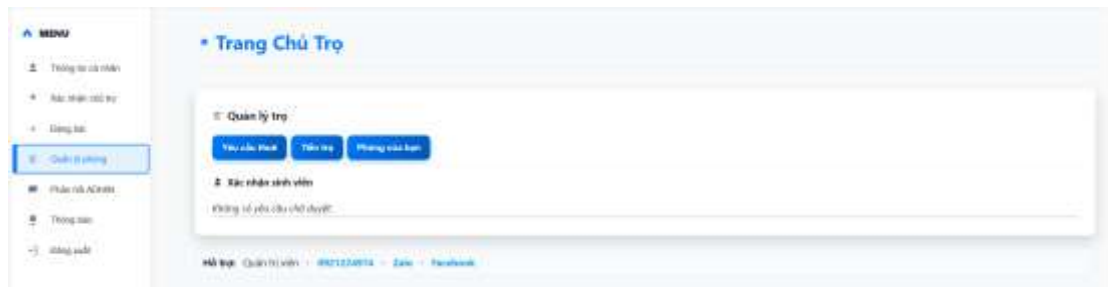 MENU
Thông tin cá nhân
Xác nhận chủ trọ
Đăng bài
Quản lý phòng
Phản hồi ADMIN
Thông báo
Đăng xuất
Trang Chủ Trọ
Quản lý trọ
Yêu cầu thuê Tiền trọ Phòng của bạn
Xác nhận sinh viên
Không có yêu cầu chờ duyệt.
Hỗ trợ: Quản trị viên - - Zalo - Facebook